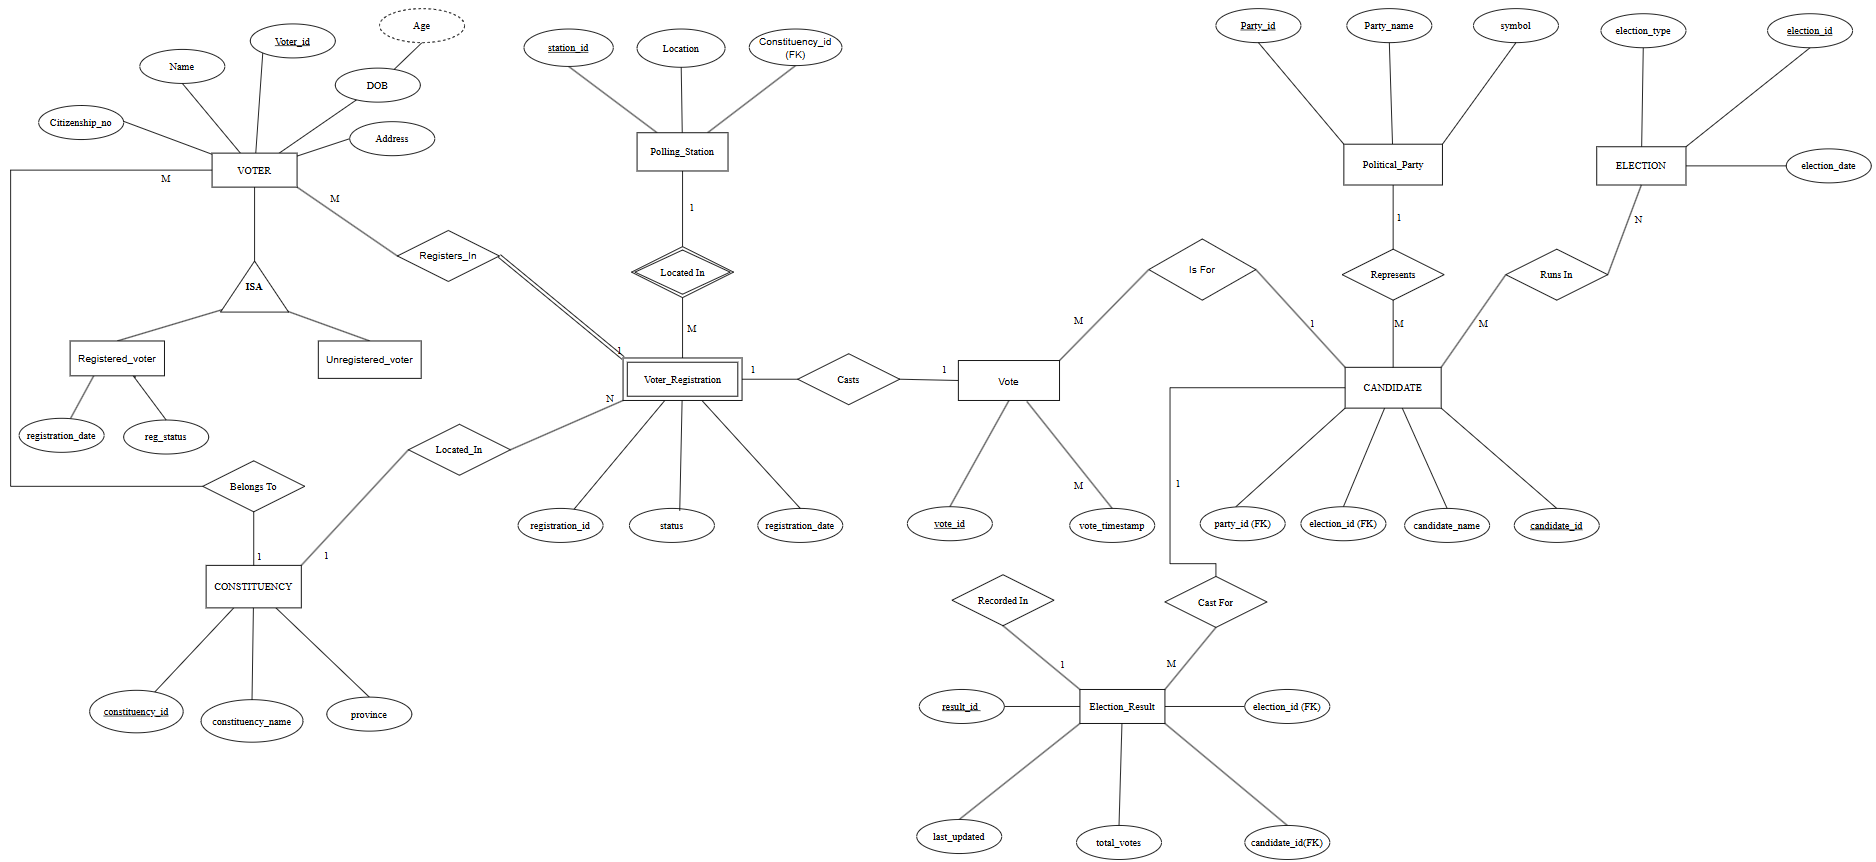 Party_id
Party_name
symbol
election_type
election_id
Age
Voter_id
station_id
Location
Constituency_id
(FK)
Name
DOB
Citizenship_no
Address
Polling_Station
Political_Party
ELECTION
election_date
VOTER
M
M
1
1
N
Registers_In
Located In
Is For
Represents
Runs In
ISA
M
M
1
M
M
1
Registered_voter
Unregistered_voter
Voter_Registration
1
Casts
1
Vote
CANDIDATE
N
registration_date
reg_status
Located_In
Belongs To
M
1
registration_id
status
registration_date
vote_id
vote_timestamp
party_id (FK)
election_id (FK)
candidate_name
candidate_id
1
1
CONSTITUENCY
Recorded In
Cast For
1
M
constituency_id
constituency_name
province
result_id
Election_Result
election_id (FK)
last_updated
total_votes
candidate_id(FK)